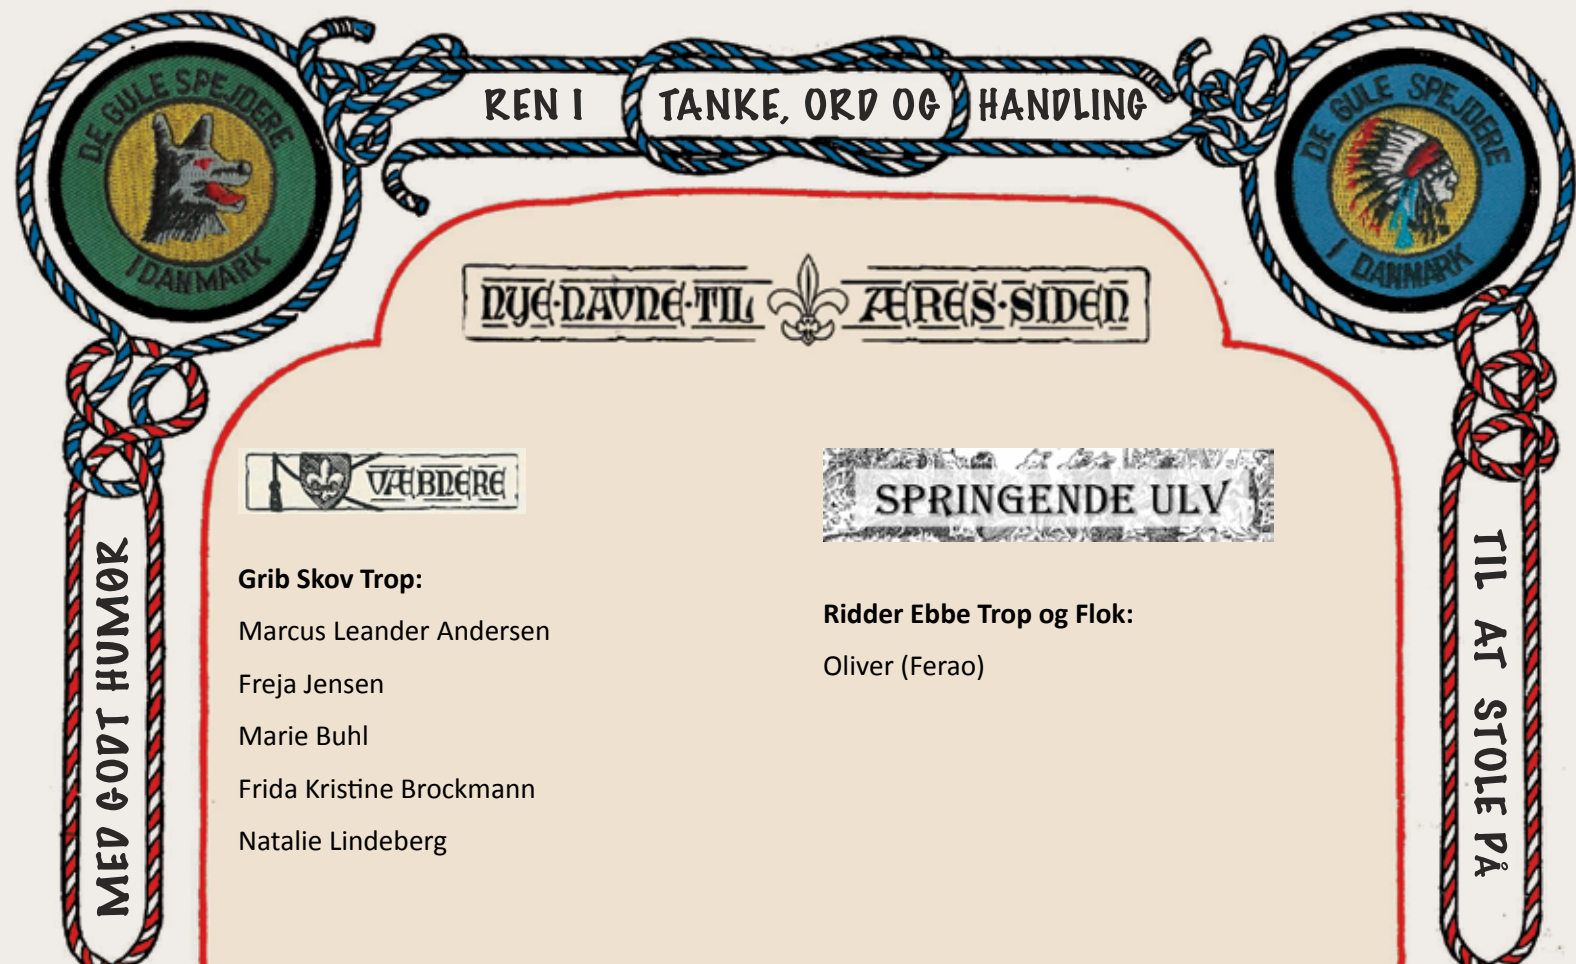 DE GULE SPEJDERE
I DANMARK
REN I TANKE, ORD OG HANDLING
DE GULE SPEJDERE
I DANMARK
NYE·NAVNE·TIL ÆRES·SIDEN
VÆBNERE
SPRINGENDE ULV
Grib Skov Trop:
Marcus Leander Andersen
Freja Jensen
Marie Buhl
Frida Kristine Brockmann
Natalie Lindeberg
Ridder Ebbe Trop og Flok:
Oliver (Ferao)
MED GODT HUMØR
TIL AT STOLE PÅ